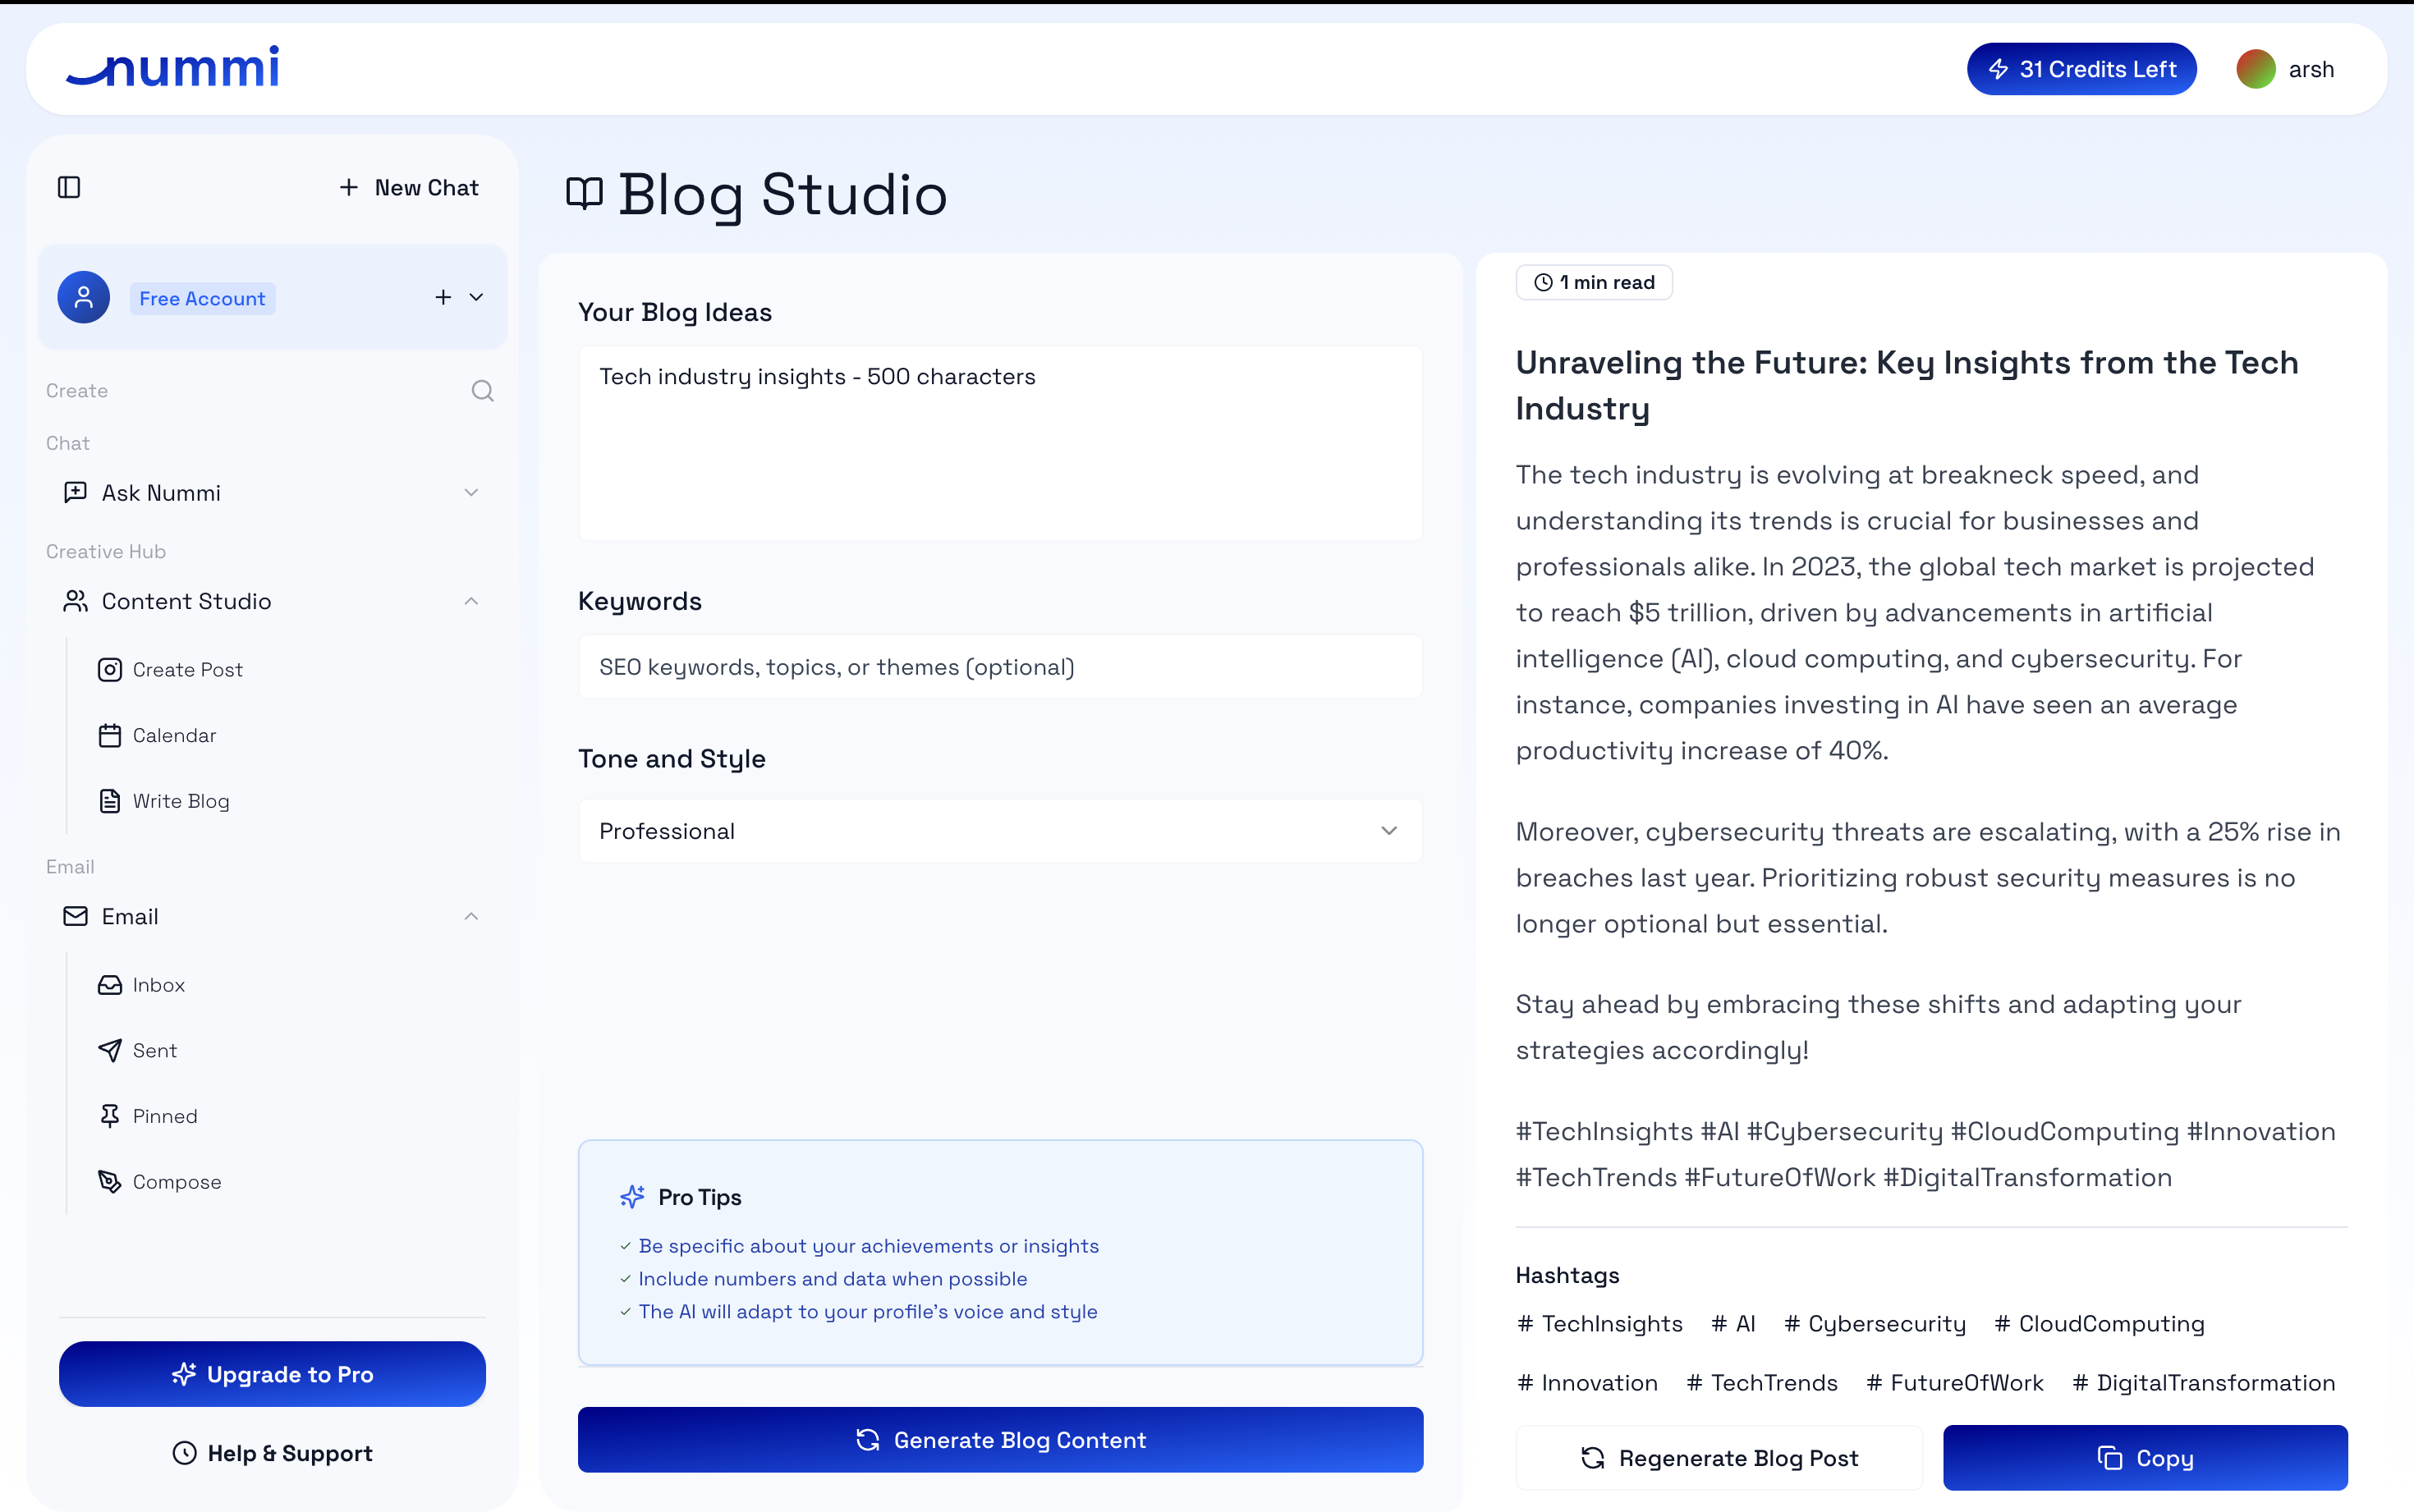 nummi
31 Credits Left
arsh
New Chat
Free Account
Create
Chat
Ask Nummi
Creative Hub
Content Studio
Create Post
Calendar
Write Blog
Email
Email
Inbox
Sent
Pinned
Compose
Upgrade to Pro
Help & Support
Blog Studio
Your Blog Ideas
Tech industry insights - 500 characters
Keywords
SEO keywords, topics, or themes (optional)
Tone and Style
Professional
Pro Tips
✓ Be specific about your achievements or insights
✓ Include numbers and data when possible
✓ The AI will adapt to your profile's voice and style
Generate Blog Content
1 min read
Unraveling the Future: Key Insights from the Tech
Industry
The tech industry is evolving at breakneck speed, and
understanding its trends is crucial for businesses and
professionals alike. In 2023, the global tech market is projected
to reach $5 trillion, driven by advancements in artificial
intelligence (AI), cloud computing, and cybersecurity. For
instance, companies investing in AI have seen an average
productivity increase of 40%.
Moreover, cybersecurity threats are escalating, with a 25% rise in
breaches last year. Prioritizing robust security measures is no
longer optional but essential.
Stay ahead by embracing these shifts and adapting your
strategies accordingly!
#TechInsights #AI #Cybersecurity #CloudComputing #Innovation
#TechTrends #FutureOfWork #DigitalTransformation
Hashtags
# TechInsights # AI # Cybersecurity # CloudComputing
# Innovation # TechTrends # FutureOfWork # DigitalTransformation
Regenerate Blog Post
Copy